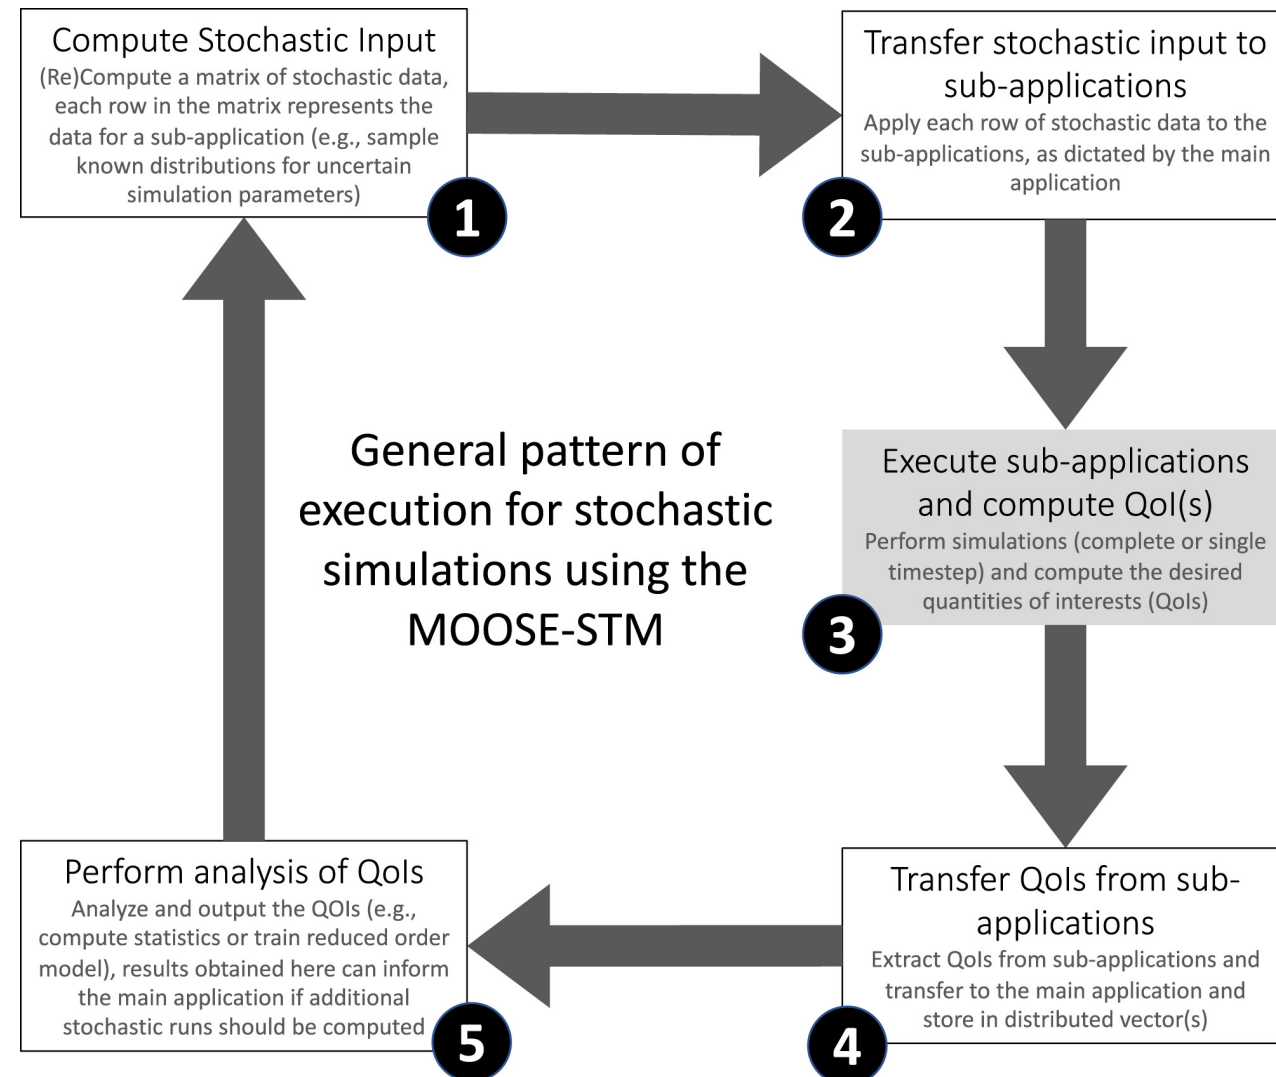 Compute Stochastic Input
(Re)Compute a matrix of stochastic data,
each row in the matrix represents the
data for a sub-application (e.g., sample
known distributions for uncertain
simulation parameters)
1
Transfer stochastic input to
sub-applications
Apply each row of stochastic data to the
sub-applications, as dictated by the main
application
2
General pattern of
execution for stochastic
simulations using the
MOOSE-STM
Execute sub-applications
and compute QoI(s)
Perform simulations (complete or single
timestep) and compute the desired
quantities of interests (QoIs)
3
Transfer QoIs from sub-
applications
Extract QoIs from sub-applications and
transfer to the main application and
store in distributed vector(s)
4
Perform analysis of QoIs
Analyze and output the QOIs (e.g.,
compute statistics or train reduced order
model), results obtained here can inform
the main application if additional
stochastic runs should be computed
5